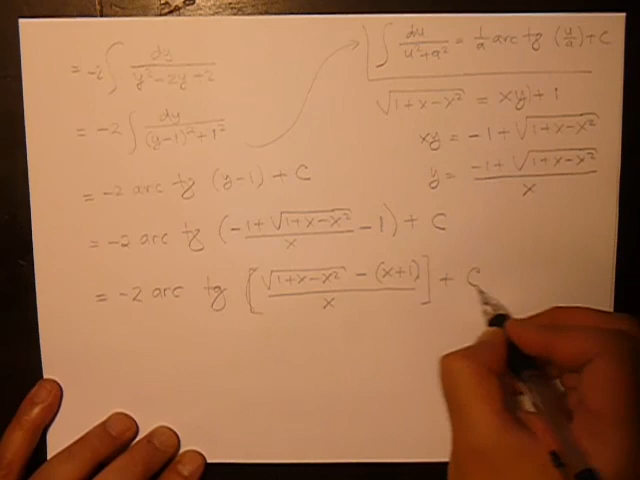 = -2 ∫ dy / (y² - 2y + 2)
= -2 ∫ dy / ((y-1)² + 1²)
= -2 arc tg (y-1) + C
= -2 arc tg ((-1 + √(1+x-x²)) / x - 1) + C
= -2 arc tg [(√(1+x-x²) - (x+1)) / x] + C
∫ du / (u² + a²) = 1/a arc tg (u/a) + C
√(1+x-x²) = xy + 1
xy = -1 + √(1+x-x²)
y = (-1 + √(1+x-x²)) / x